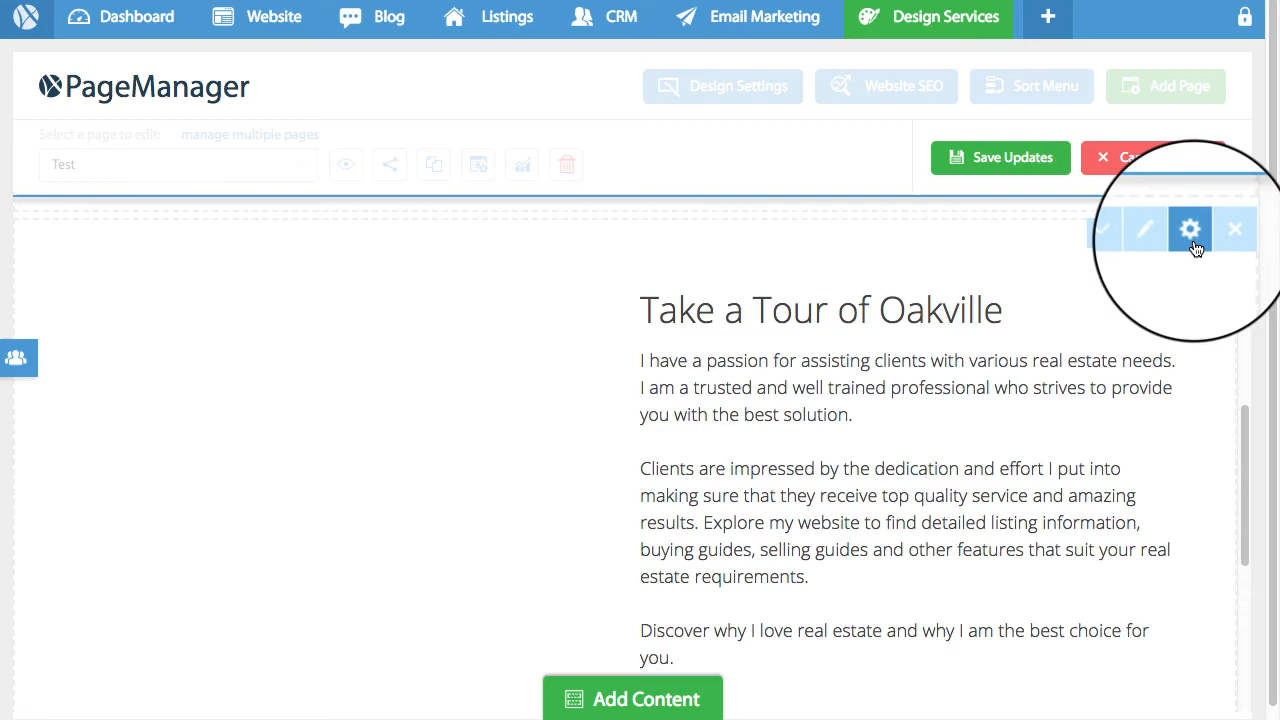 Dashboard Website Blog Listings CRM Email Marketing Design Services
PageManager
Design Settings Website SEO Sort Menu Add Page
Select a page to edit: manage multiple pages
Test
Save Updates
Take a Tour of Oakville
I have a passion for assisting clients with various real estate needs.
I am a trusted and well trained professional who strives to provide
you with the best solution.
Clients are impressed by the dedication and effort I put into
making sure that they receive top quality service and amazing
results. Explore my website to find detailed listing information,
buying guides, selling guides and other features that suit your real
estate requirements.
Discover why I love real estate and why I am the best choice for
you.
Add Content